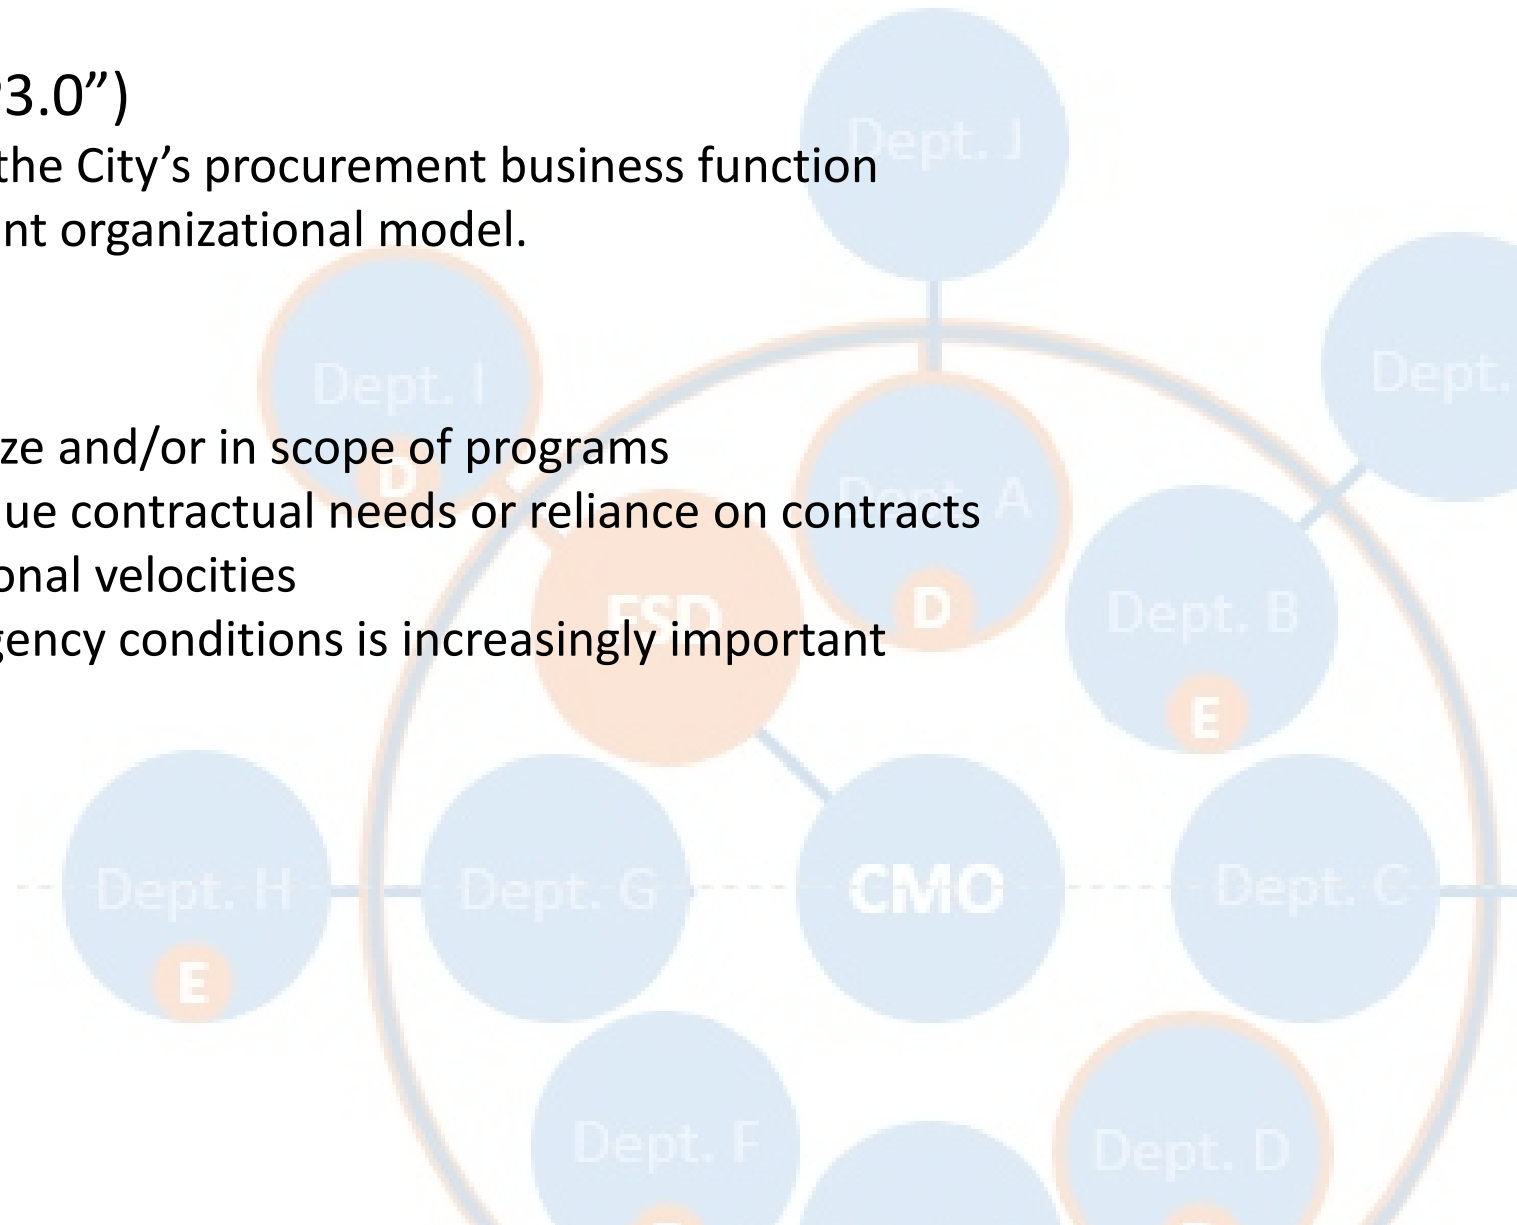 3.0”)
the City’s procurement business function
nt organizational model.
ze and/or in scope of programs
ue contractual needs or reliance on contracts
onal velocities
gency conditions is increasingly important
Dept. J
Dept. I
D
Dept.
Dept. A
D
FSD
Dept. B
E
Dept. H
E
Dept. G
CMO
Dept. C
Dept. F
Dept. D